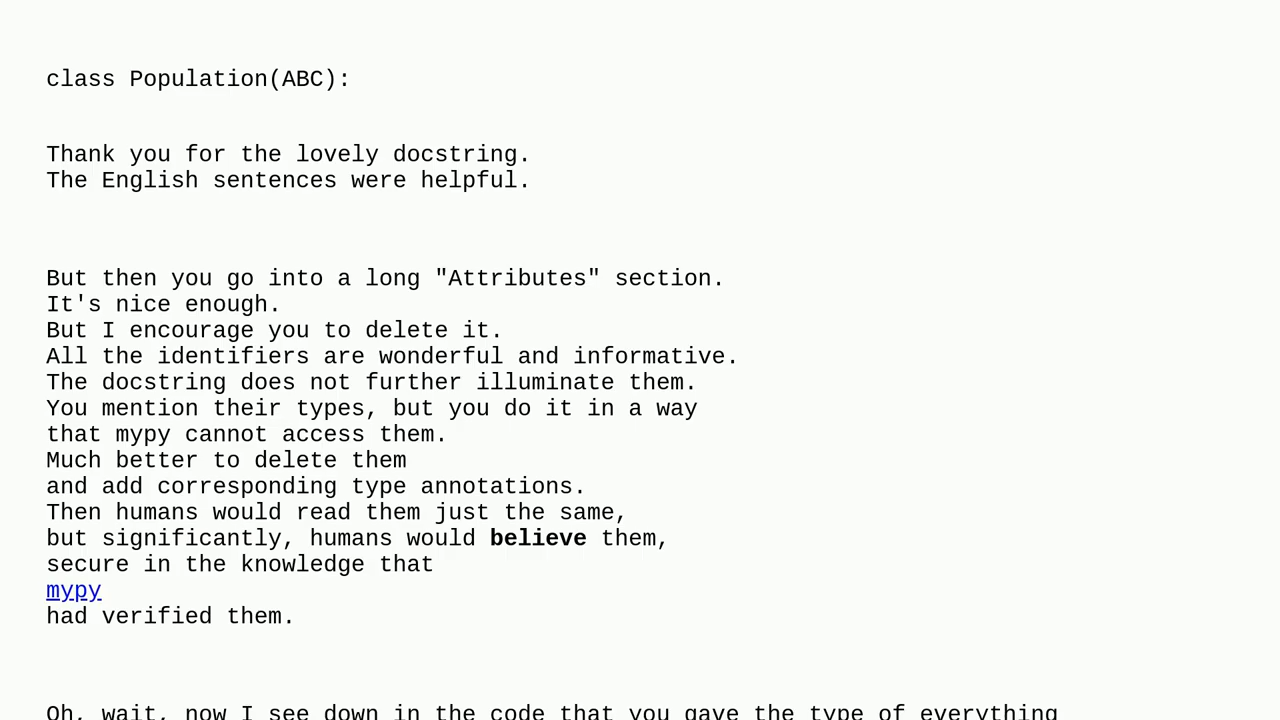 class Population(ABC):
Thank you for the lovely docstring.
The English sentences were helpful.
But then you go into a long "Attributes" section.
It's nice enough.
But I encourage you to delete it.
All the identifiers are wonderful and informative.
The docstring does not further illuminate them.
You mention their types, but you do it in a way
that mypy cannot access them.
Much better to delete them
and add corresponding type annotations.
Then humans would read them just the same,
but significantly, humans would believe them,
secure in the knowledge that
mypy
had verified them.
Oh, wait, now I see down in the code that you gave the type of everything